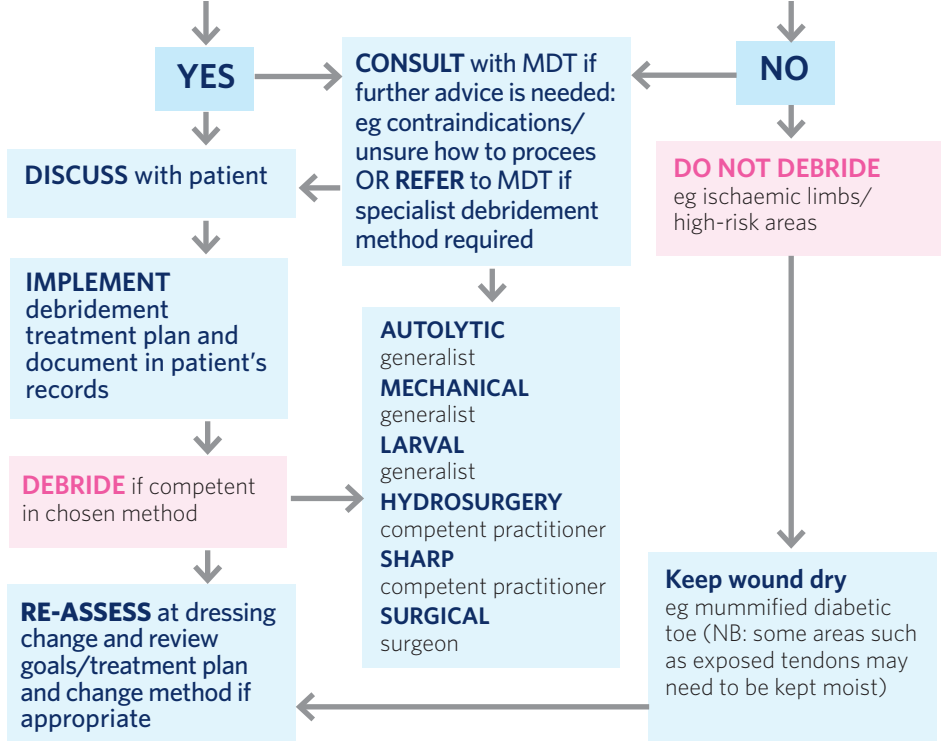 YES
CONSULT with MDT if
further advice is needed:
eg contraindications/
unsure how to procees
OR REFER to MDT if
specialist debridement
method required
NO
DISCUSS with patient
DO NOT DEBRIDE
eg ischaemic limbs/
high-risk areas
IMPLEMENT
debridement
treatment plan and
document in patient's
records
AUTOLYTIC
generalist
MECHANICAL
generalist
LARVAL
generalist
HYDROSURGERY
competent practitioner
SHARP
competent practitioner
SURGICAL
surgeon
DEBRIDE if competent
in chosen method
RE-ASSESS at dressing
change and review
goals/treatment plan
and change method if
appropriate
Keep wound dry
eg mummified diabetic
toe (NB: some areas such
as exposed tendons may
need to be kept moist)